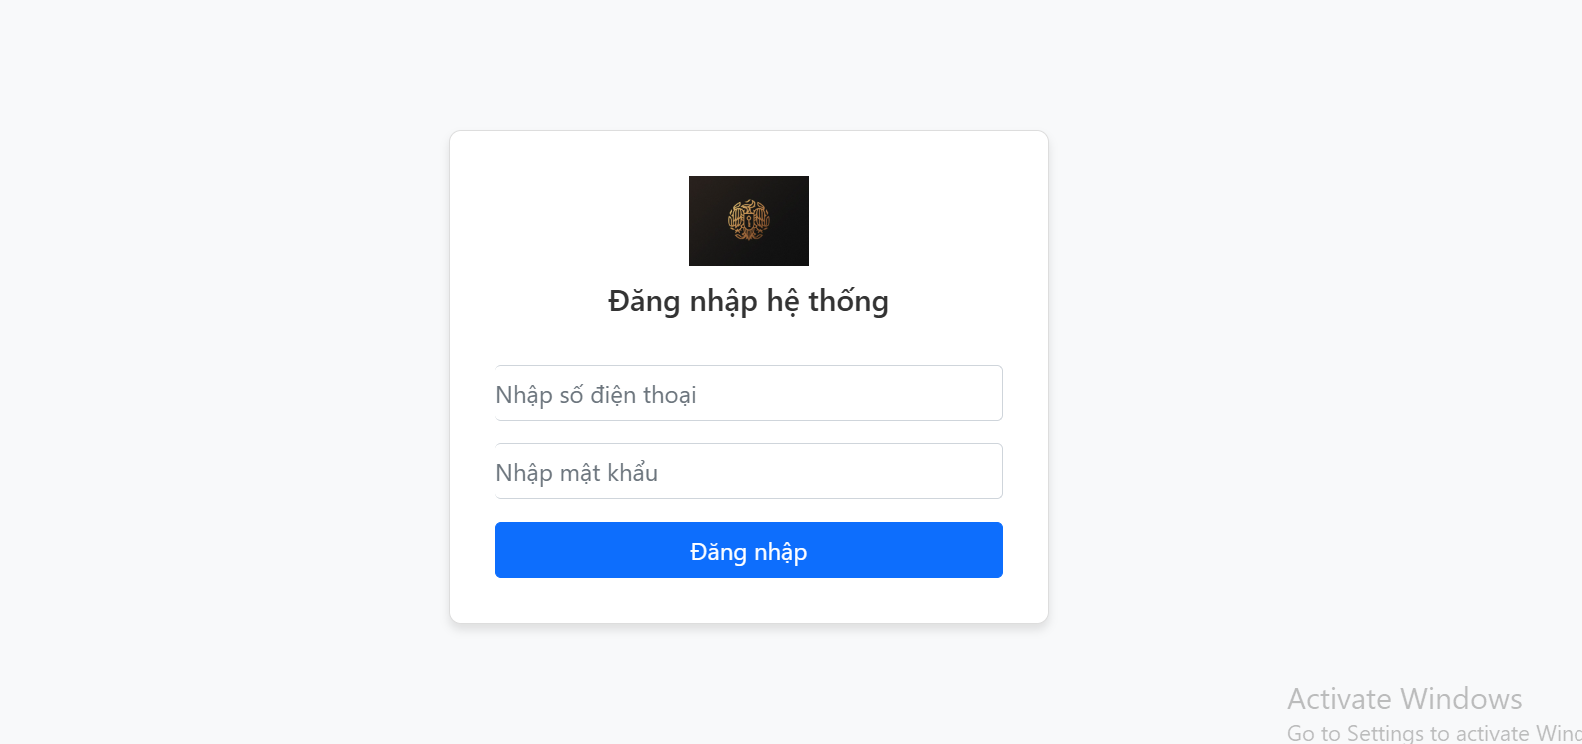 Đăng nhập hệ thống
Nhập số điện thoại
Nhập mật khẩu
Đăng nhập
Activate Windows
Go to Settings to activate Wind